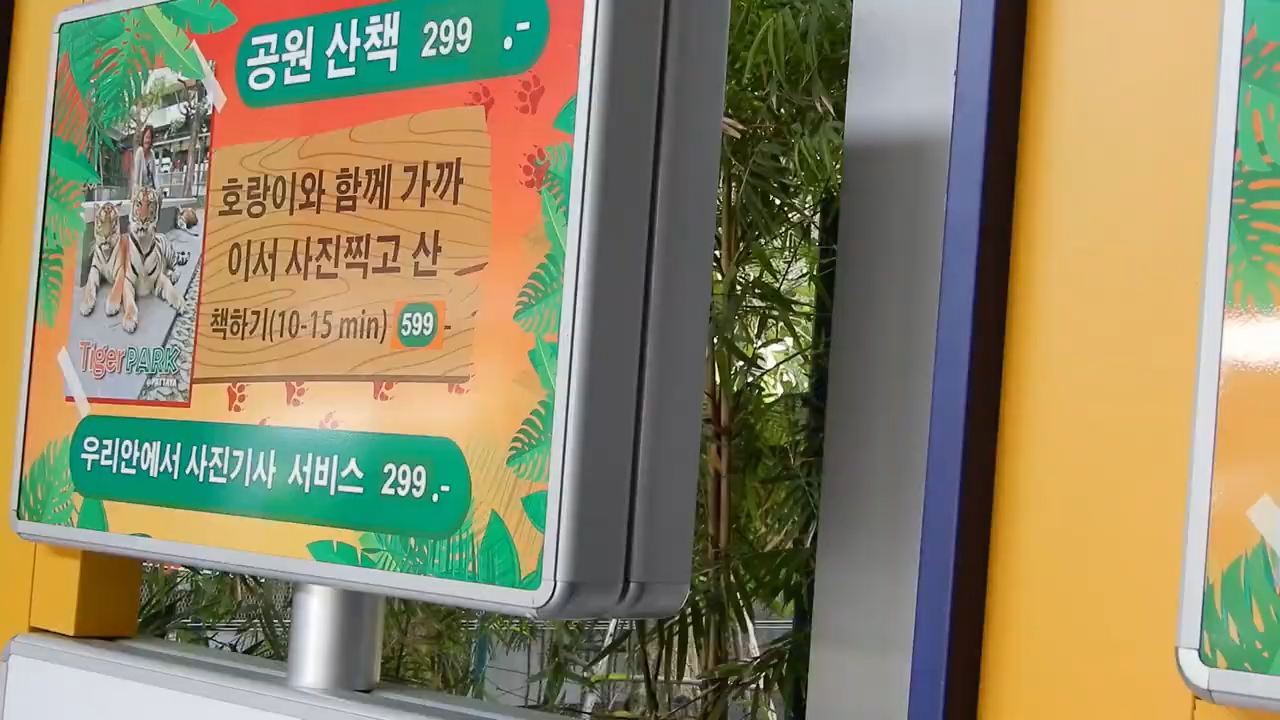 공원 산책 299 .-
호랑이와 함께 가까
이서 사진찍고 산
책하기(10-15 min) 599 -
TigerPARK
@PATTAYA
우리안에서 사진기사 서비스 299 .-